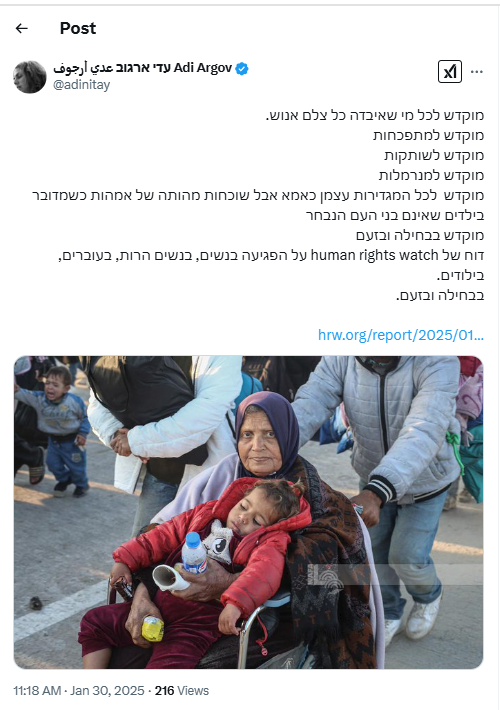 Post
عدي أرجوف עדי ארגוב Adi Argov
@adinitay
מוקדש לכל מי שאיבדה כל צלם אנוש.
מוקדש למתפכחות
מוקדש לשותקות
מוקדש למנרמלות
מוקדש לכל המגדירות עצמן כאמא אבל שוכחות מהותה של אמהות כשמדובר
בילדים שאינם בני העם הנבחר
מוקדש בבחילה ובזעם
דוח של human rights watch על הפגיעה בנשים, בנשים הרות, בעוברים,
בילודים.
בבחילה ובזעם.
hrw.org/report/2025/01...
11:18 AM · Jan 30, 2025 · 216 Views